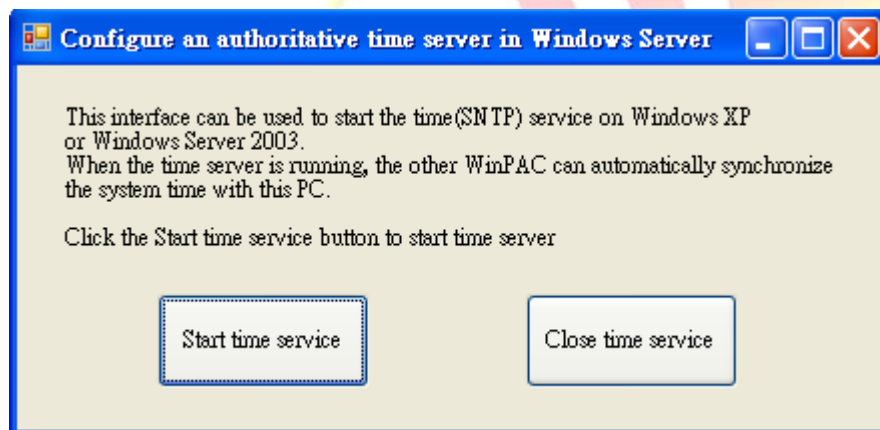 Configure an authoritative time server in Windows Server
This interface can be used to start the time(SNTP) service on Windows XP
or Windows Server 2003.
When the time server is running, the other WinPAC can automatically synchronize
the system time with this PC.
Click the Start time service button to start time server
Start time service
Close time service